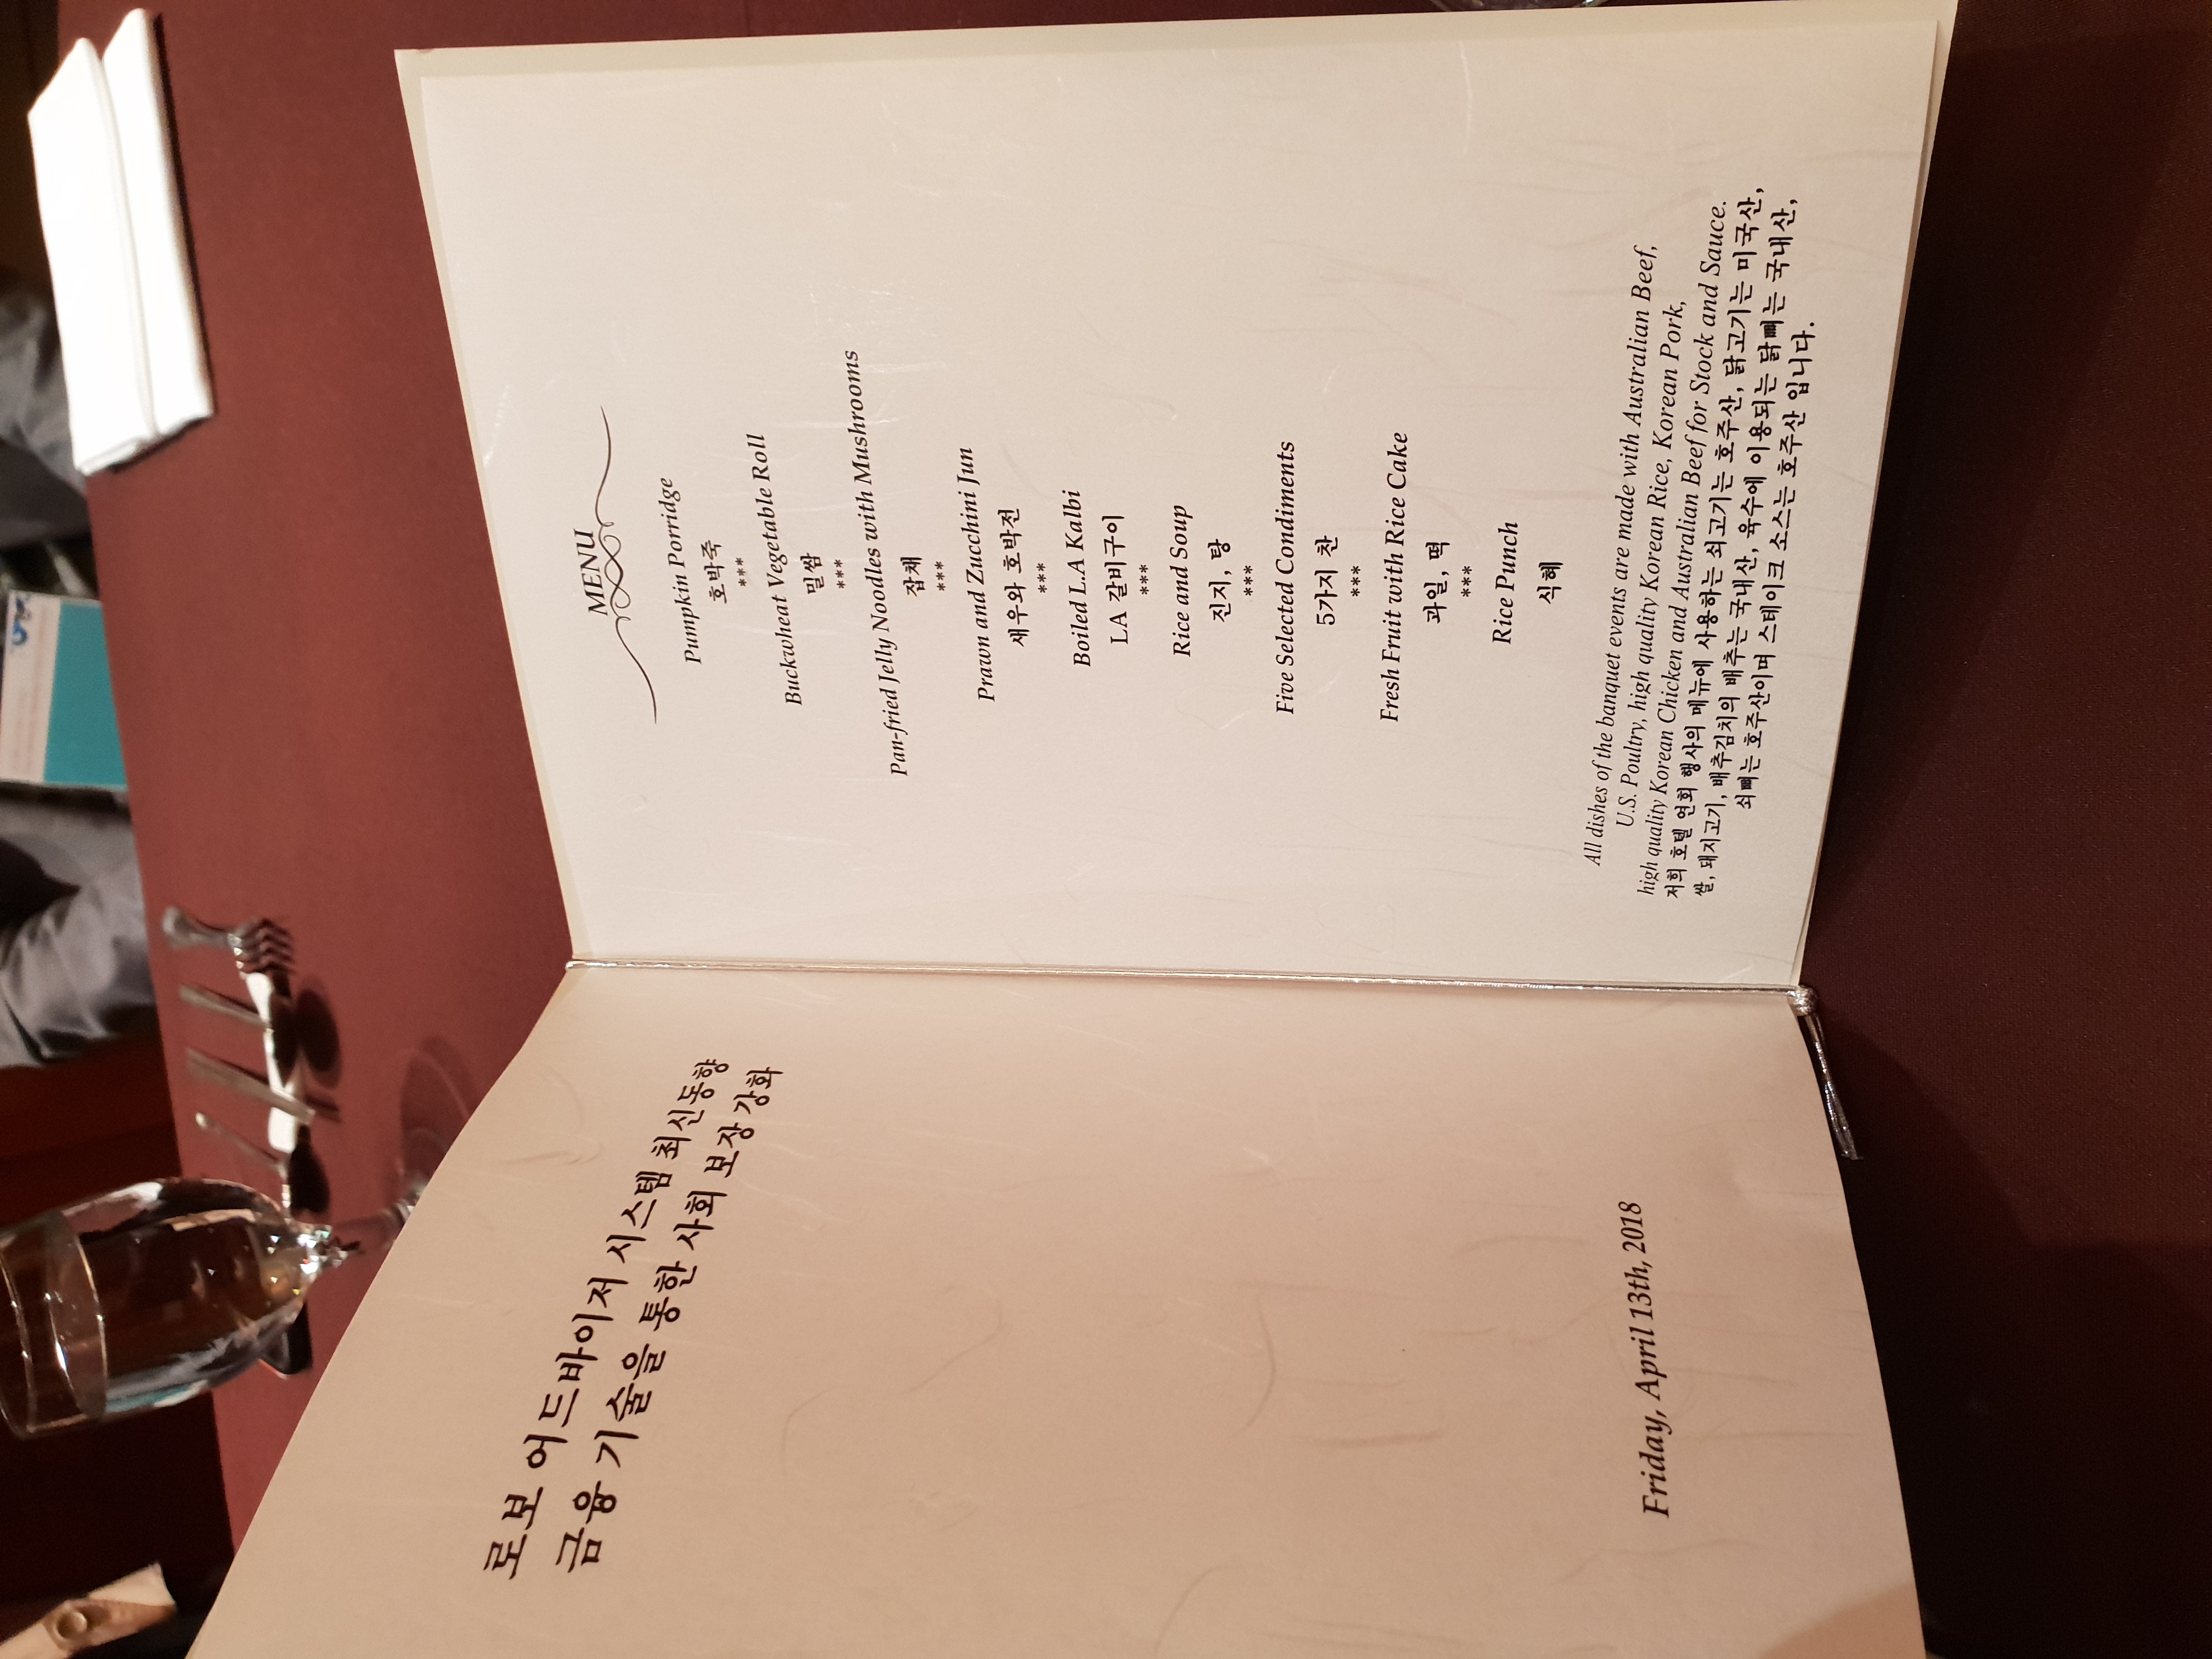 로보 어드바이저 시스템 최신동향
금융 기술을 통한 사회 보장 강화
Friday, April 13th, 2018
MENU
Pumpkin Porridge
호박죽
***
Buckwheat Vegetable Roll
밀쌈
***
Pan-fried Jelly Noodles with Mushrooms
잡채
***
Prawn and Zucchini Jun
새우와 호박전
***
Boiled L.A Kalbi
LA 갈비구이
***
Rice and Soup
진지, 탕
***
Five Selected Condiments
5가지 찬
***
Fresh Fruit with Rice Cake
과일, 떡
***
Rice Punch
식혜
All dishes of the banquet events are made with Australian Beef,
U.S. Poultry, high quality Korean Rice, Korean Pork,
high quality Korean Chicken and Australian Beef for Stock and Sauce.
저희 호텔 연회 행사의 메뉴에 사용하는 쇠고기는 호주산, 닭고기는 미국산,
쌀, 돼지고기, 배추김치의 배추는 국내산, 육수에 이용되는 닭뼈는 국내산,
쇠뼈는 호주산이며 스테이크 소스는 호주산 입니다.